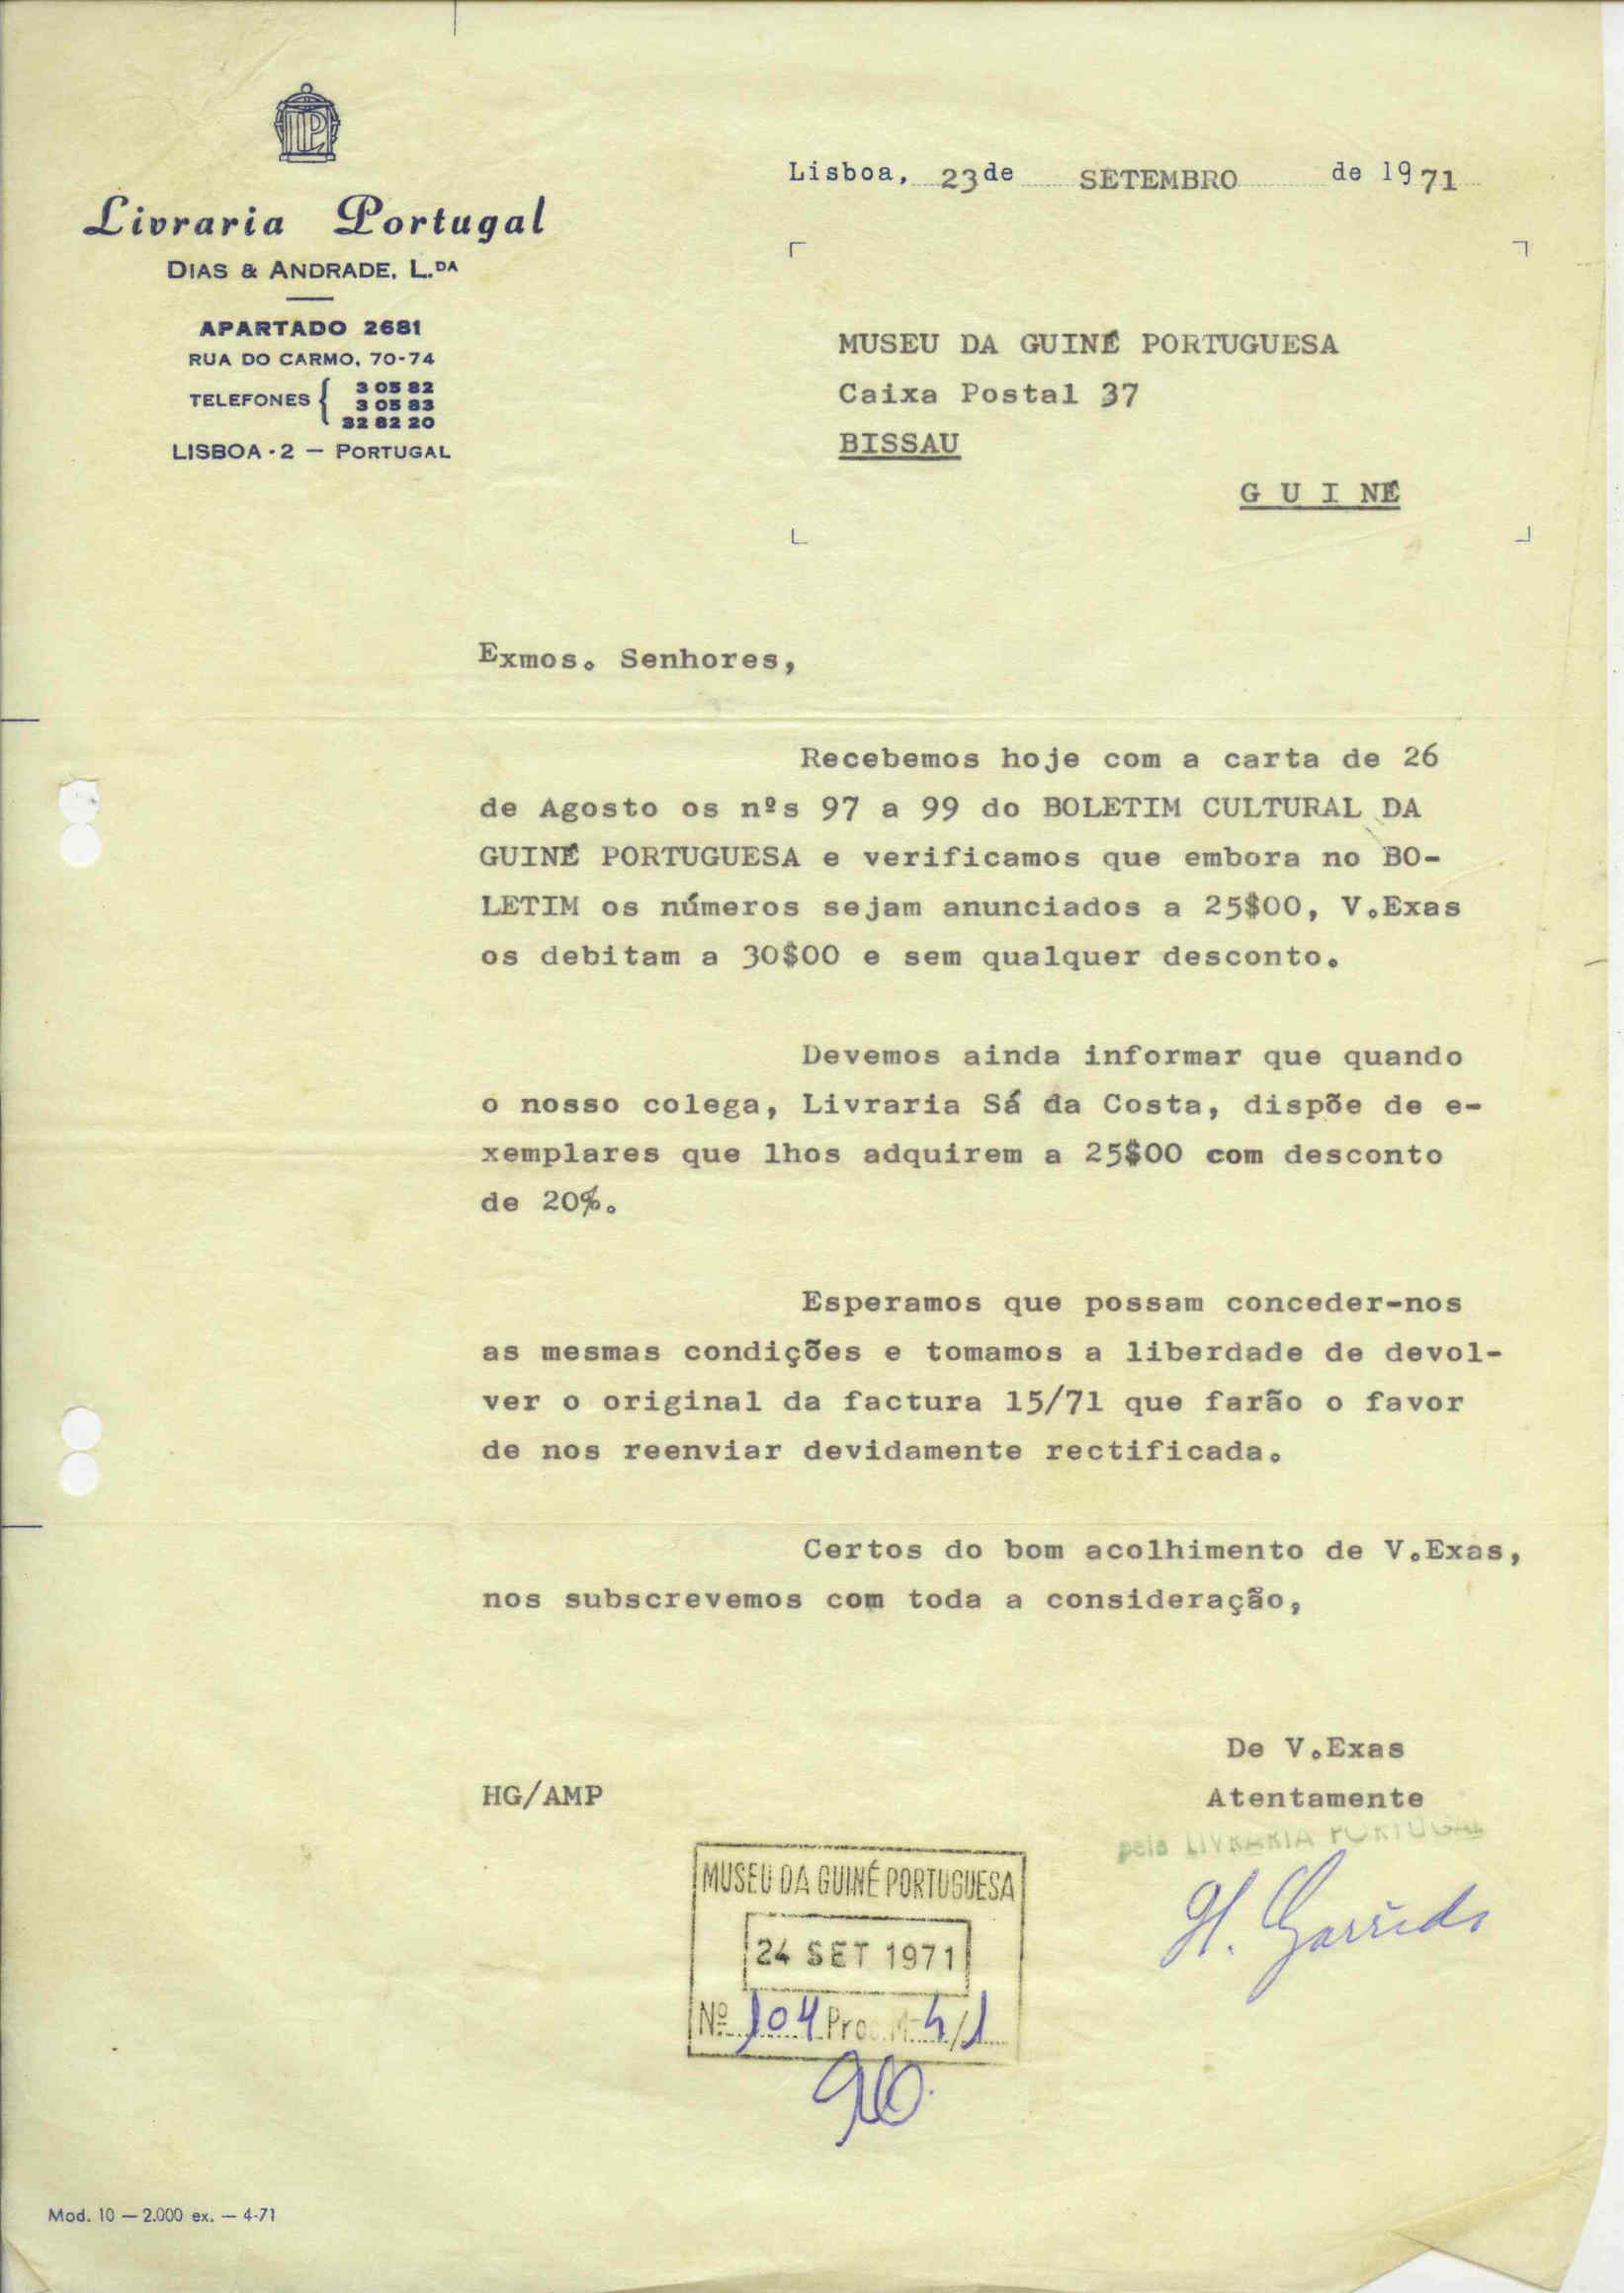 LP
Livraria Portugal
DIAS & ANDRADE, L.DA
APARTADO 2681
RUA DO CARMO, 70-74
TELEFONES { 3 05 82
3 05 83
32 82 20
LISBOA - 2 — PORTUGAL
Lisboa, 23 de SETEMBRO de 1971
MUSEU DA GUINÉ PORTUGUESA
Caixa Postal 37
BISSAU
G U I NÉ
Exmos. Senhores,
Recebemos hoje com a carta de 26
de Agosto os nºs 97 a 99 do BOLETIM CULTURAL DA
GUINÉ PORTUGUESA e verificamos que embora no BO-
LETIM os números sejam anunciados a 25$00, V.Exas
os debitam a 30$00 e sem qualquer desconto.
Devemos ainda informar que quando
o nosso colega, Livraria Sá da Costa, dispõe de e-
xemplares que lhos adquirem a 25$00 com desconto
de 20%.
Esperamos que possam conceder-nos
as mesmas condições e tomamos a liberdade de devol-
ver o original da factura 15/71 que farão o favor
de nos reenviar devidamente rectificada.
Certos do bom acolhimento de V.Exas,
nos subscrevemos com toda a consideração,
De V.Exas
HG/AMP
Atentamente
pela LIVRARIA PORTUGAL
H. Garrido
MUSEU DA GUINÉ PORTUGUESA
24 SET 1971
Nº 104 Proc. M-4/1
Mod. 10 — 2.000 ex. — 4-71